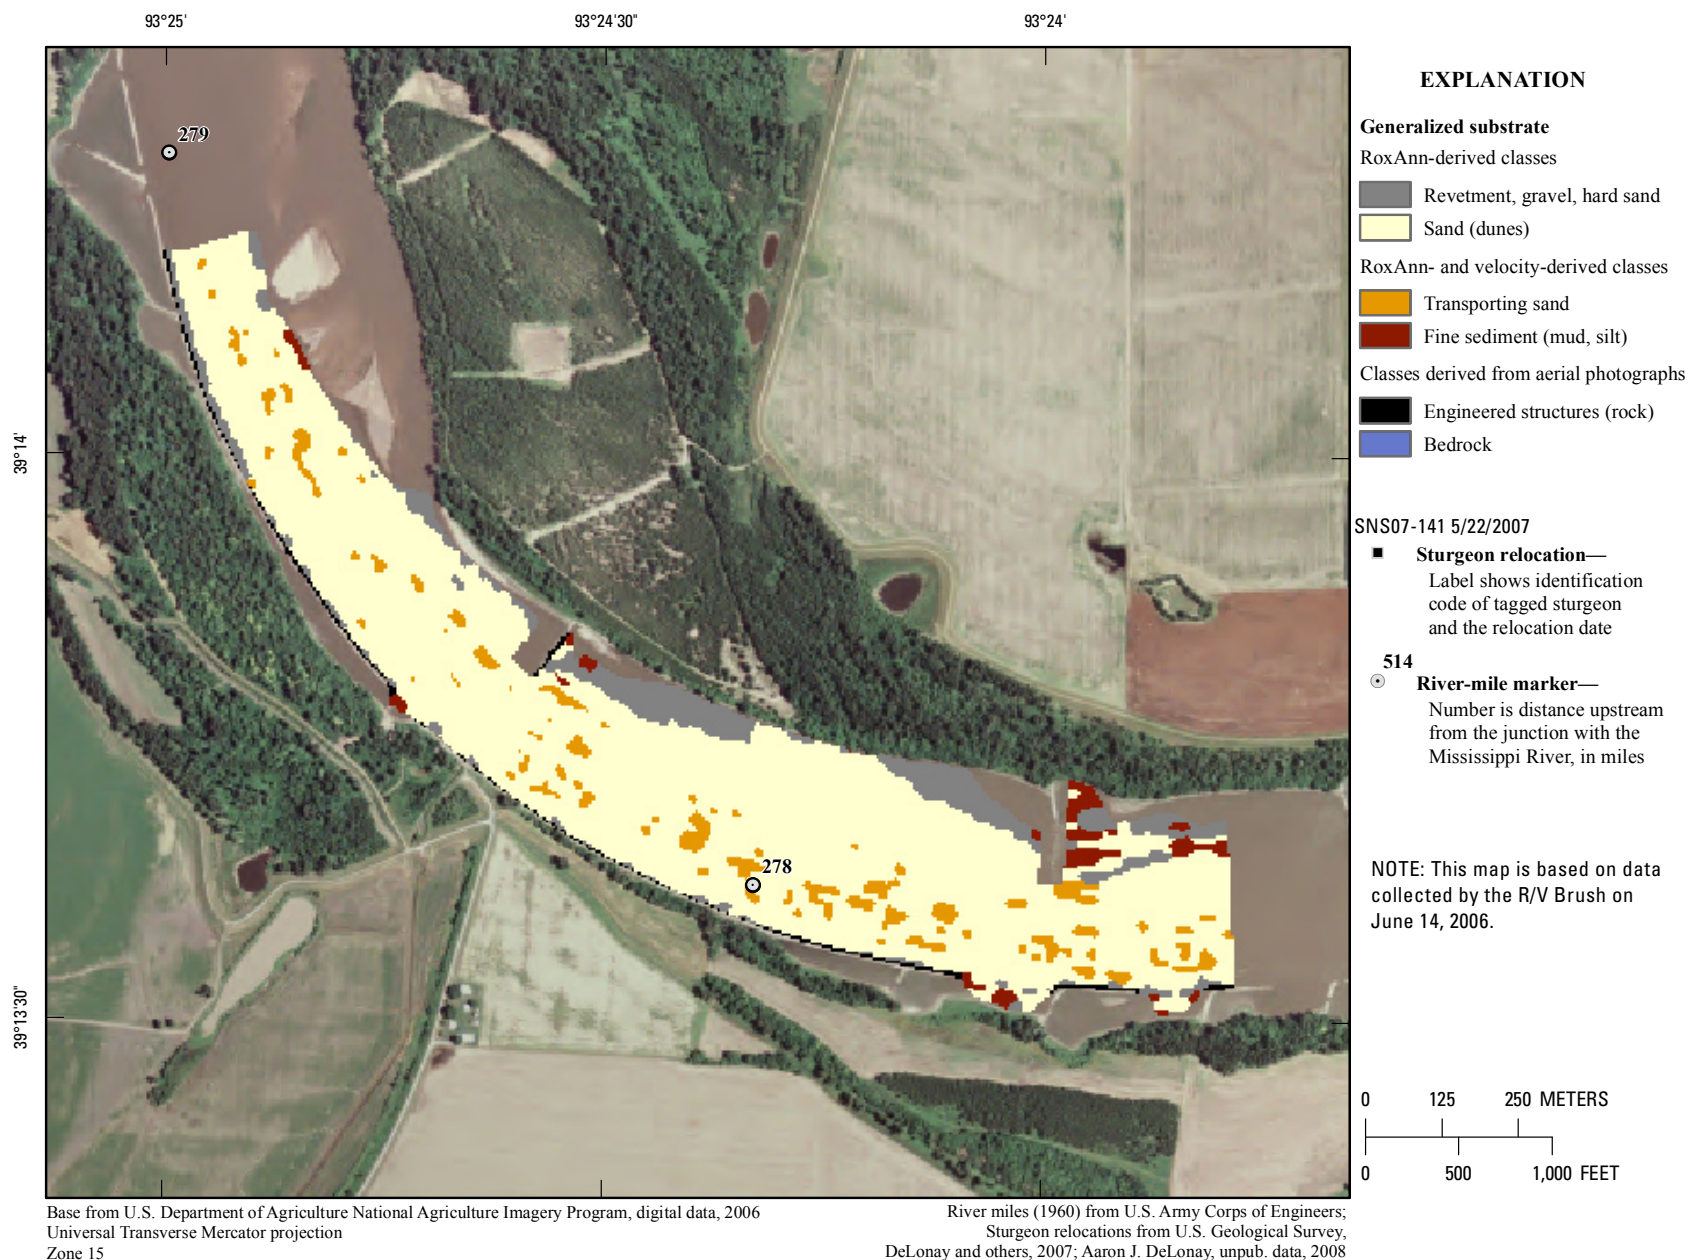 93°25'
93°24'30"
93°24'
279
39°14'
278
39°13'30"
EXPLANATION
Generalized substrate
RoxAnn-derived classes
Revetment, gravel, hard sand
Sand (dunes)
RoxAnn- and velocity-derived classes
Transporting sand
Fine sediment (mud, silt)
Classes derived from aerial photographs
Engineered structures (rock)
Bedrock
SNS07-141 5/22/2007
Sturgeon relocation—
Label shows identification
code of tagged sturgeon
and the relocation date
514
River-mile marker—
Number is distance upstream
from the junction with the
Mississippi River, in miles
NOTE: This map is based on data
collected by the R/V Brush on
June 14, 2006.
0 125 250 METERS
0 500 1,000 FEET
Base from U.S. Department of Agriculture National Agriculture Imagery Program, digital data, 2006
Universal Transverse Mercator projection
Zone 15
River miles (1960) from U.S. Army Corps of Engineers;
Sturgeon relocations from U.S. Geological Survey,
DeLonay and others, 2007; Aaron J. DeLonay, unpub. data, 2008